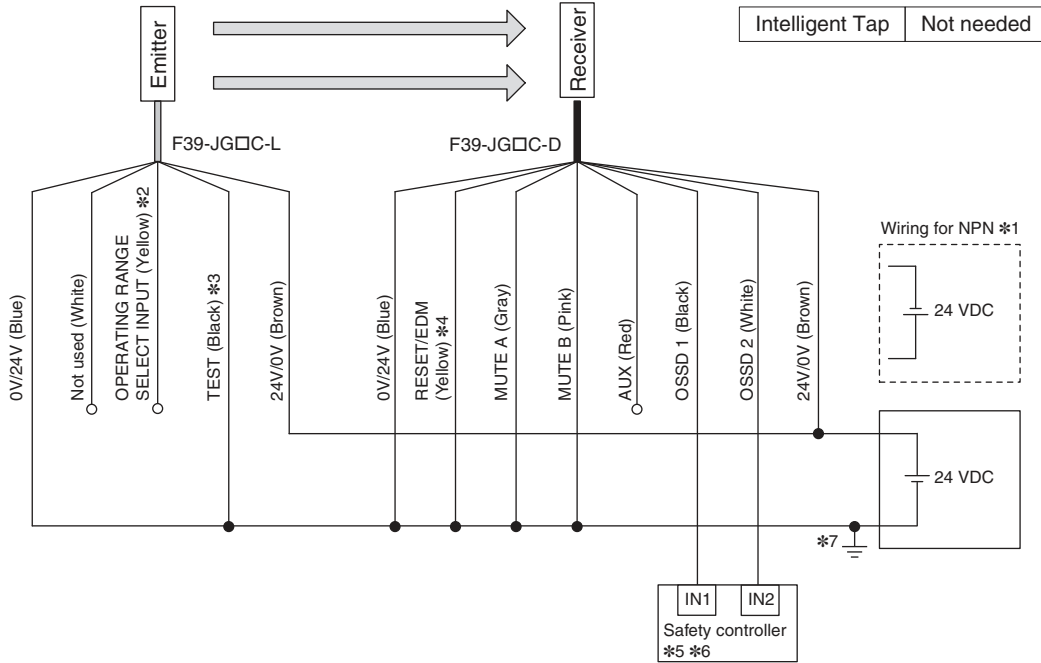 Emitter
Receiver
Intelligent Tap Not needed
F39-JG□C-L
F39-JG□C-D
0V/24V (Blue)
Not used (White)
OPERATING RANGE
SELECT INPUT (Yellow) *2
TEST (Black) *3
24V/0V (Brown)
0V/24V (Blue)
RESET/EDM
(Yellow) *4
MUTE A (Gray)
MUTE B (Pink)
AUX (Red)
OSSD 1 (Black)
OSSD 2 (White)
24V/0V (Brown)
Wiring for NPN *1
24 VDC
24 VDC
*7
IN1 IN2
Safety controller
*5 *6